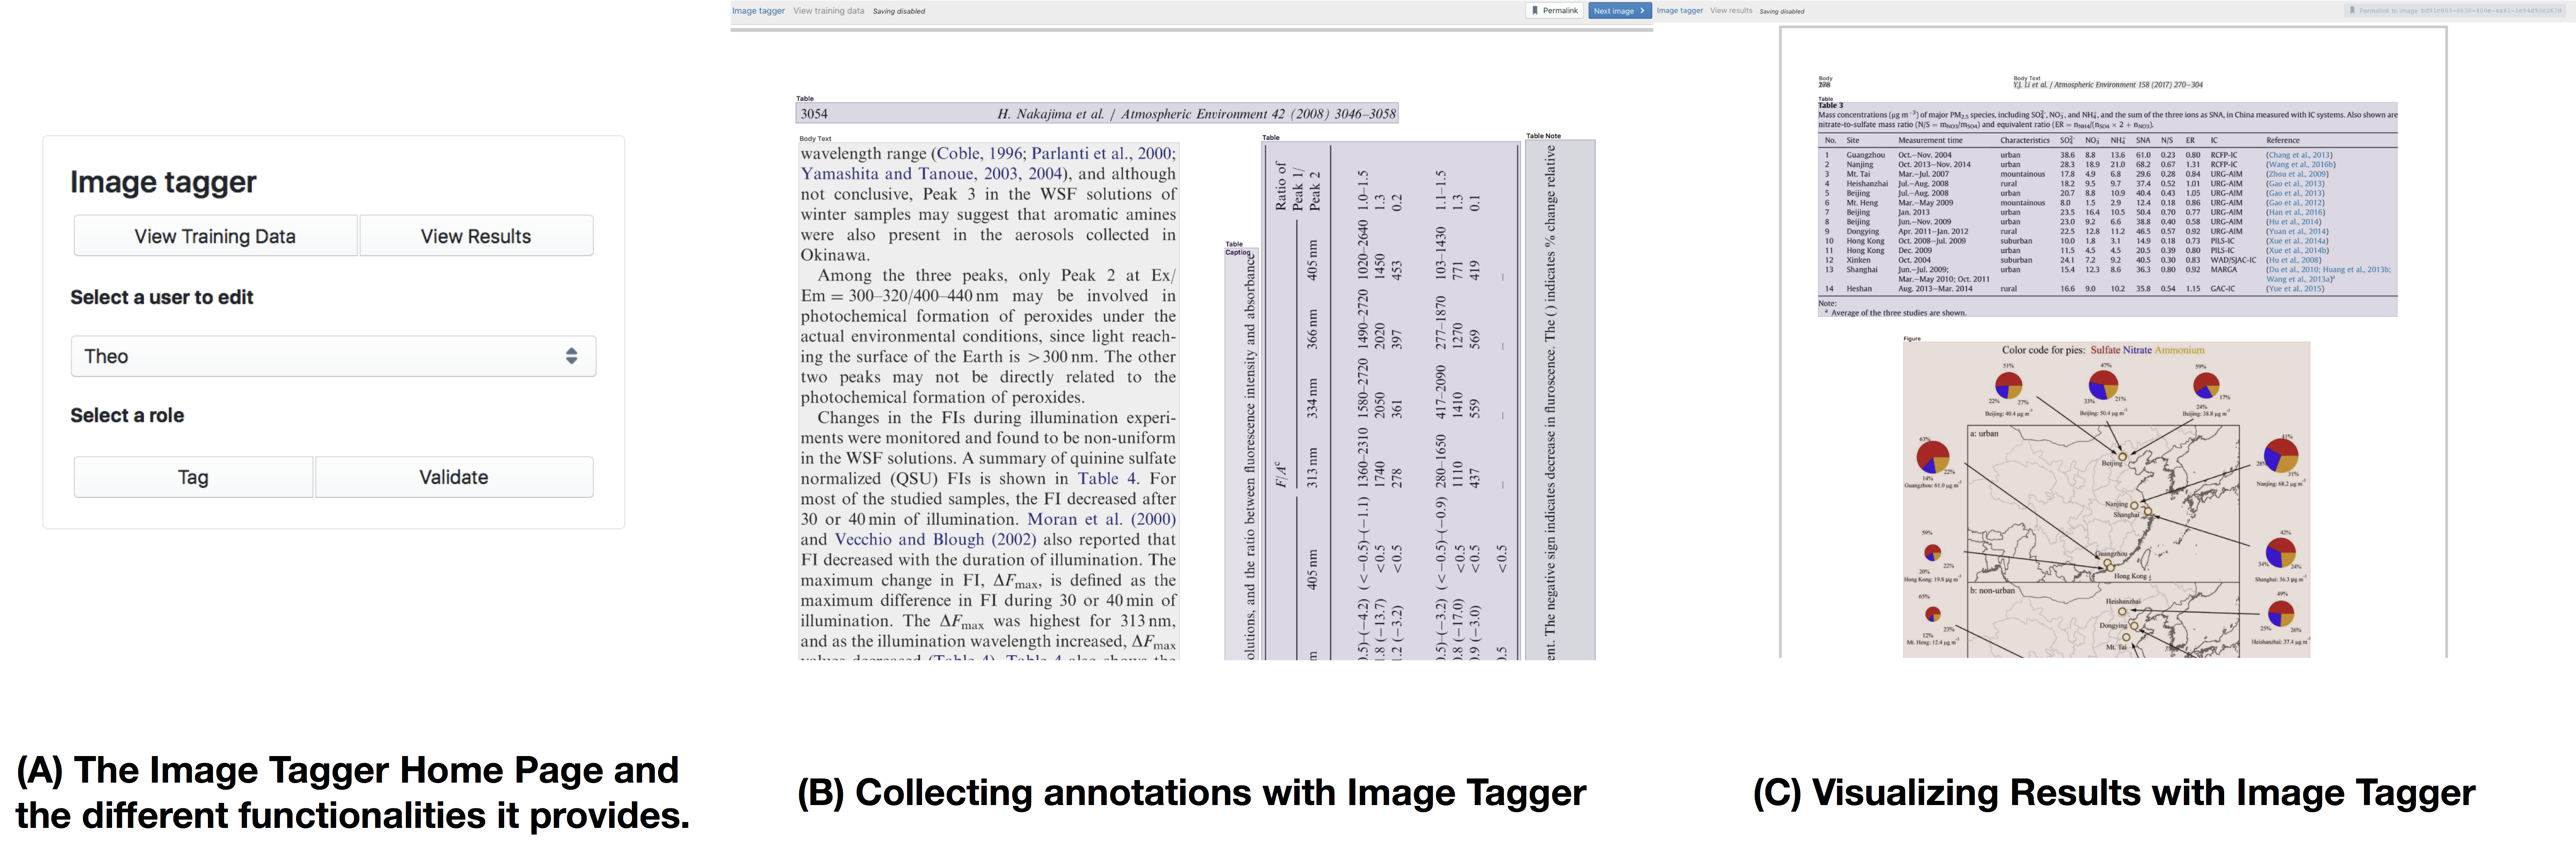 Image tagger
View Training Data
View Results
Select a user to edit
Theo
Select a role
Tag
Validate
(A) The Image Tagger Home Page and
the different functionalities it provides.
Image tagger View training data Saving disabled
Permalink
Next image
Table
3054 H. Nakajima et al. / Atmospheric Environment 42 (2008) 3046–3058
Body Text
wavelength range (Coble, 1996; Parlanti et al., 2000;
Yamashita and Tanoue, 2003, 2004), and although
not conclusive, Peak 3 in the WSF solutions of
winter samples may suggest that aromatic amines
were also present in the aerosols collected in
Okinawa.
Among the three peaks, only Peak 2 at Ex/
Em = 300–320/400–440 nm may be involved in
photochemical formation of peroxides under the
actual environmental conditions, since light reach-
ing the surface of the Earth is >300 nm. The other
two peaks may not be directly related to the
photochemical formation of peroxides.
Changes in the FIs during illumination experi-
ments were monitored and found to be non-uniform
in the WSF solutions. A summary of quinine sulfate
normalized (QSU) FIs is shown in Table 4. For
most of the studied samples, the FI decreased after
30 or 40 min of illumination. Moran et al. (2000)
and Vecchio and Blough (2002) also reported that
FI decreased with the duration of illumination. The
maximum change in FI, ΔFmax, is defined as the
maximum difference in FI during 30 or 40 min of
illumination. The ΔFmax was highest for 313 nm,
and as the illumination wavelength increased, ΔFmax
Table
Caption
olutions, and the ratio between fluorescence intensity and absorbance
Table
Ratio of
Peak 1/
Peak 2
1.0–1.5
1.3
0.2
1.1–1.5
1.3
0.1
405 nm
1020–2640
1450
453
103–1430
771
419
–
366 nm
1490–2720
2020
397
277–1870
1270
569
–
334 nm
1580–2720
2050
361
417–2090
1410
559
–
F/Aᶜ
313 nm
1360–2310
1740
278
280–1650
1110
437
–
405 nm
(<−0.5)–(−1.1)
<0.5
<0.5
(<−0.5)–(−0.9)
<0.5
<0.5
<0.5
m
0.5)–(−4.2)
.8 (−13.7)
.2 (−3.2)
0.5)–(−3.2)
0.8 (−17.0)
0.9 (−3.0)
0.5
Table Note
ent. The negative sign indicates decrease in fluroscence. The ( ) indicates % change relative
(B) Collecting annotations with Image Tagger
Image tagger View results Saving disabled
Body
278
Body Text
Y.J. Li et al. / Atmospheric Environment 158 (2017) 270–304
Table
Table 3
Mass concentrations (μg m⁻³) of major PM2.5 species, including SO₄²⁻, NO₃⁻, and NH₄⁺, and the sum of the three ions as SNA, in China measured with IC systems. Also shown are
nitrate-to-sulfate mass ratio (N/S = mNO3/mSO4) and equivalent ratio (ER = nNH4/(nSO4 × 2 + nNO3).
No. Site Measurement time Characteristics SO₄²⁻ NO₃⁻ NH₄⁺ SNA N/S ER IC Reference
1 Guangzhou Oct.–Nov. 2004 urban 38.6 8.8 13.6 61.0 0.23 0.80 RCFP-IC (Chang et al., 2013)
2 Nanjing Oct. 2013–Nov. 2014 urban 28.3 18.9 21.0 68.2 0.67 1.31 RCFP-IC (Wang et al., 2016b)
3 Mt. Tai Mar.–Jul. 2007 mountainous 17.8 4.9 6.8 29.6 0.28 0.84 URG-AIM (Zhou et al., 2009)
4 Heishanzhai Jul.–Aug. 2008 rural 18.2 9.5 9.7 37.4 0.52 1.01 URG-AIM (Gao et al., 2013)
5 Beijing Jul.–Aug. 2008 urban 20.7 8.8 10.9 40.4 0.43 1.05 URG-AIM (Gao et al., 2013)
6 Mt. Heng Mar.–May 2009 mountainous 8.0 1.5 2.9 12.4 0.18 0.86 URG-AIM (Gao et al., 2012)
7 Beijing Jan. 2013 urban 23.5 16.4 10.5 50.4 0.70 0.77 URG-AIM (Han et al., 2016)
8 Beijing Jun.–Nov. 2009 urban 23.0 9.2 6.6 38.8 0.40 0.58 URG-AIM (Hu et al., 2014)
9 Dongying Apr. 2011–Jan. 2012 rural 22.5 12.8 11.2 46.5 0.57 0.92 URG-AIM (Yuan et al., 2014)
10 Hong Kong Oct. 2008–Jul. 2009 suburban 10.0 1.8 3.1 14.9 0.18 0.73 PILS-IC (Xue et al., 2014a)
11 Hong Kong Dec. 2009 urban 11.5 4.5 4.5 20.5 0.39 0.80 PILS-IC (Xue et al., 2014b)
12 Xinken Oct. 2004 suburban 24.1 7.2 9.2 40.5 0.30 0.83 WAD/SJAC-IC (Hu et al., 2008)
13 Shanghai Jun.–Jul. 2009; urban 15.4 12.3 8.6 36.3 0.80 0.92 MARGA (Du et al., 2010; Huang et al., 2013b;
Mar.–May 2010; Oct. 2011 Wang et al., 2013a)ᵃ
14 Heshan Aug. 2013–Mar. 2014 rural 16.6 9.0 10.2 35.8 0.54 1.15 GAC-IC (Yue et al., 2015)
Note:
ᵃ Average of the three studies are shown.
Figure
Color code for pies: Sulfate Nitrate Ammonium
51% 47% 59%
22% 27% 33% 21% 24% 17%
Beijing: 40.4 μg m⁻³ Beijing: 50.4 μg m⁻³ Beijing: 38.8 μg m⁻³
a: urban
63%
22%
14%
Guangzhou: 61.0 μg m⁻³
41%
28%
31%
Nanjing: 68.2 μg m⁻³
Beijing
Nanjing
Shanghai
59%
20% 22%
Hong Kong: 19.8 μg m⁻³
Guangzhou
Hong Kong
42%
34% 24%
Shanghai: 36.3 μg m⁻³
b: non-urban
65%
23%
12%
Mt. Heng: 12.4 μg m⁻³
Heishanzhai
Dongying
Mt. Tai
49%
25% 26%
Heishanzhai: 37.4 μg m⁻³
(C) Visualizing Results with Image Tagger